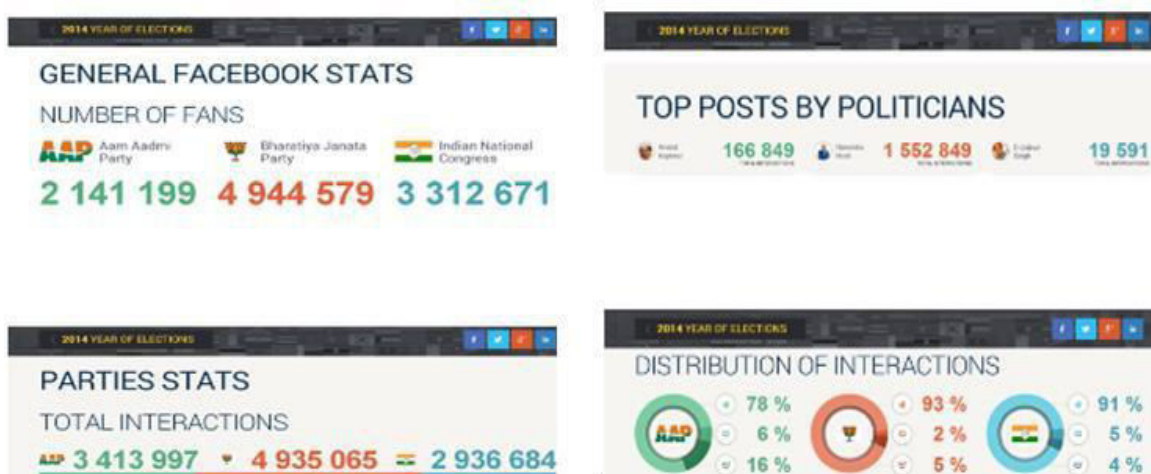 2014 YEAR OF ELECTIONS
GENERAL FACEBOOK STATS
NUMBER OF FANS
AAP Aam Aadmi Party
Bharatiya Janata Party
Indian National Congress
2 141 199 4 944 579 3 312 671
2014 YEAR OF ELECTIONS
TOP POSTS BY POLITICIANS
166 849 1 552 849 19 591
2014 YEAR OF ELECTIONS
PARTIES STATS
TOTAL INTERACTIONS
AAP 3 413 997 4 935 065 2 936 684
2014 YEAR OF ELECTIONS
DISTRIBUTION OF INTERACTIONS
78 % 93 % 91 %
AAP 6 % 2 % 5 %
16 % 5 % 4 %